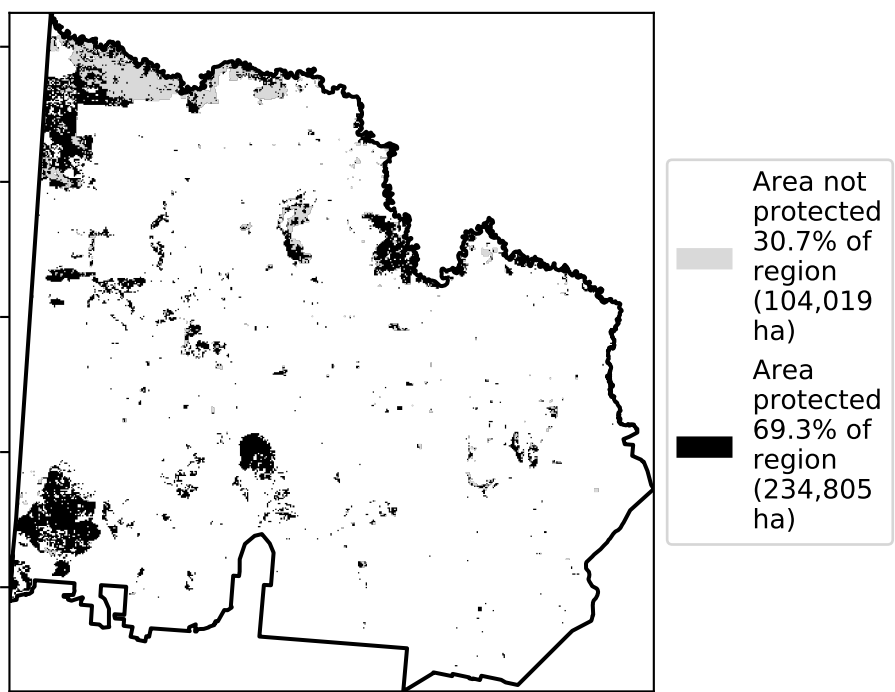 Area not
protected
30.7% of
region
(104,019
ha)
Area
protected
69.3% of
region
(234,805
ha)